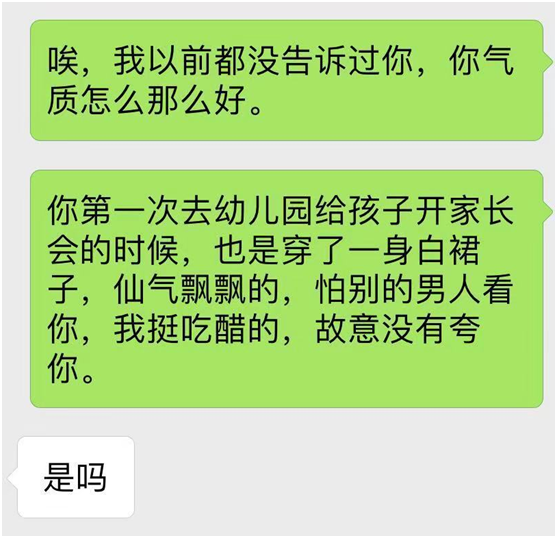 唉，我以前都没告诉过你，你气
质怎么那么好。
你第一次去幼儿园给孩子开家长
会的时候，也是穿了一身白裙
子，仙气飘飘的，怕别的男人看
你，我挺吃醋的，故意没有夸
你。
是吗